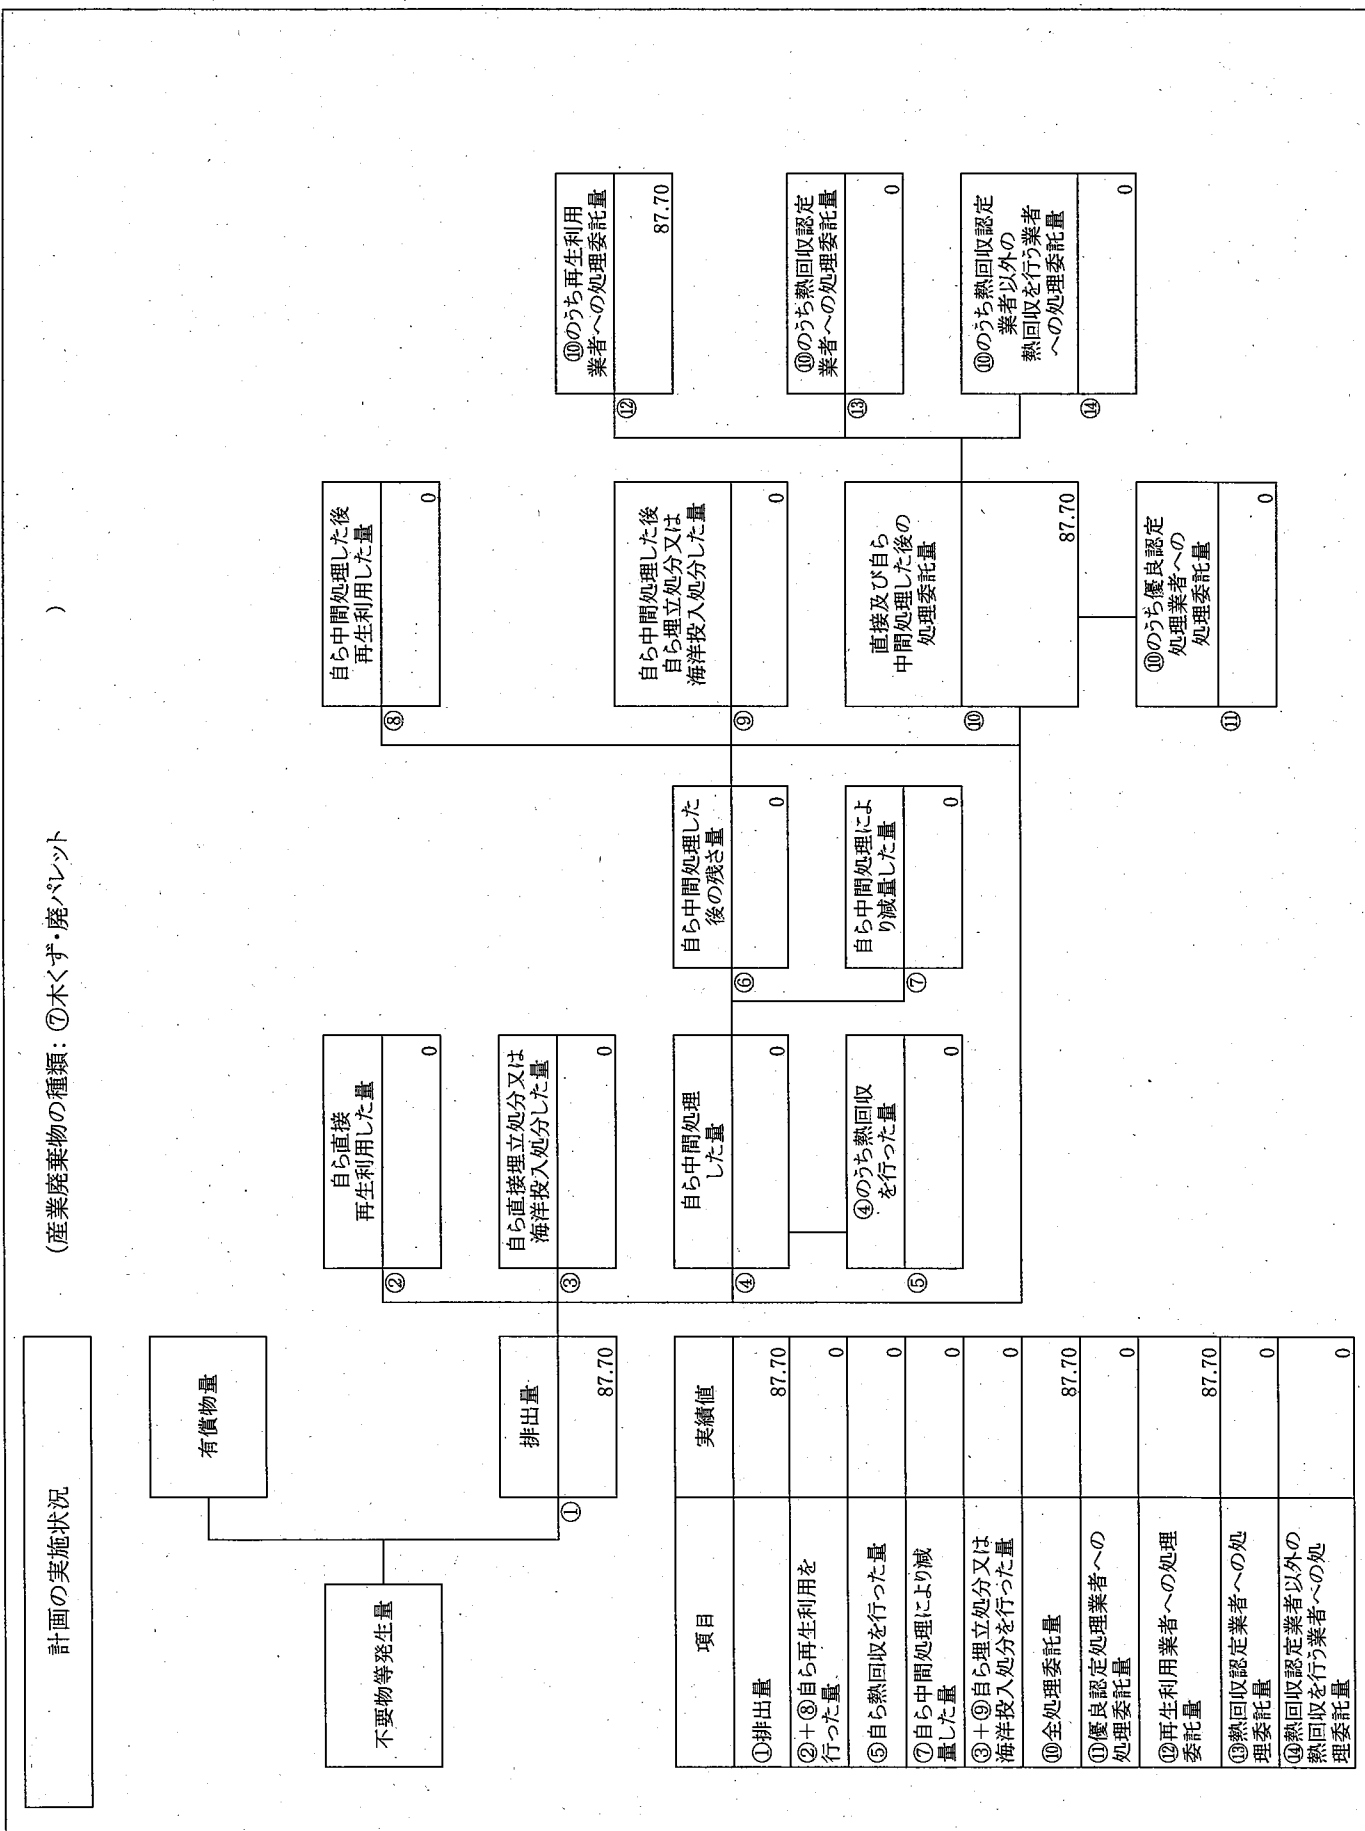 計画の実施状況
(産業廃棄物の種類：⑦木くず・廃パレット )
不要物等発生量
有償物量
①
排出量
87.70
②
自ら直接
再生利用した量
0
③
自ら直接埋立処分又は
海洋投入処分した量
0
④
自ら中間処理
した量
0
⑤
④のうち熱回収
を行った量
0
⑥
自ら中間処理した
後の残さ量
0
⑦
自ら中間処理によ
り減量した量
0
⑧
自ら中間処理した後
再生利用した量
0
⑨
自ら中間処理した後
自ら埋立処分又は
海洋投入処分した量
0
⑩
直接及び自ら
中間処理した後の
処理委託量
87.70
⑪
⑩のうち優良認定
処理業者への
処理委託量
0
⑫
⑩のうち再生利用
業者への処理委託量
87.70
⑬
⑩のうち熱回収認定
業者への処理委託量
0
⑭
⑩のうち熱回収認定
業者以外の
熱回収を行う業者
への処理委託量
0
項目 実績値
①排出量 87.70
②＋⑧自ら再生利用を
行った量 0
⑤自ら熱回収を行った量 0
⑦自ら中間処理により減
量した量 0
③＋⑨自ら埋立処分又は
海洋投入処分を行った量 0
⑩全処理委託量 87.70
⑪優良認定処理業者への
処理委託量 0
⑫再生利用業者への処理
委託量 87.70
⑬熱回収認定業者への処
理委託量 0
⑭熱回収認定業者以外の
熱回収を行う業者への処
理委託量 0